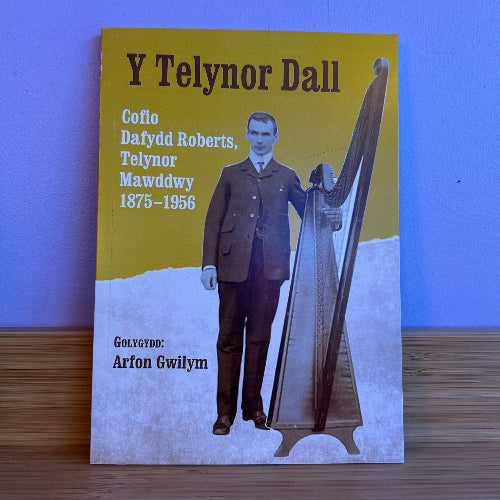 Y Telynor Dall
Cofio
Dafydd Roberts,
Telynor
Mawddwy
1875–1956
GOLYGYDD:
Arfon Gwilym